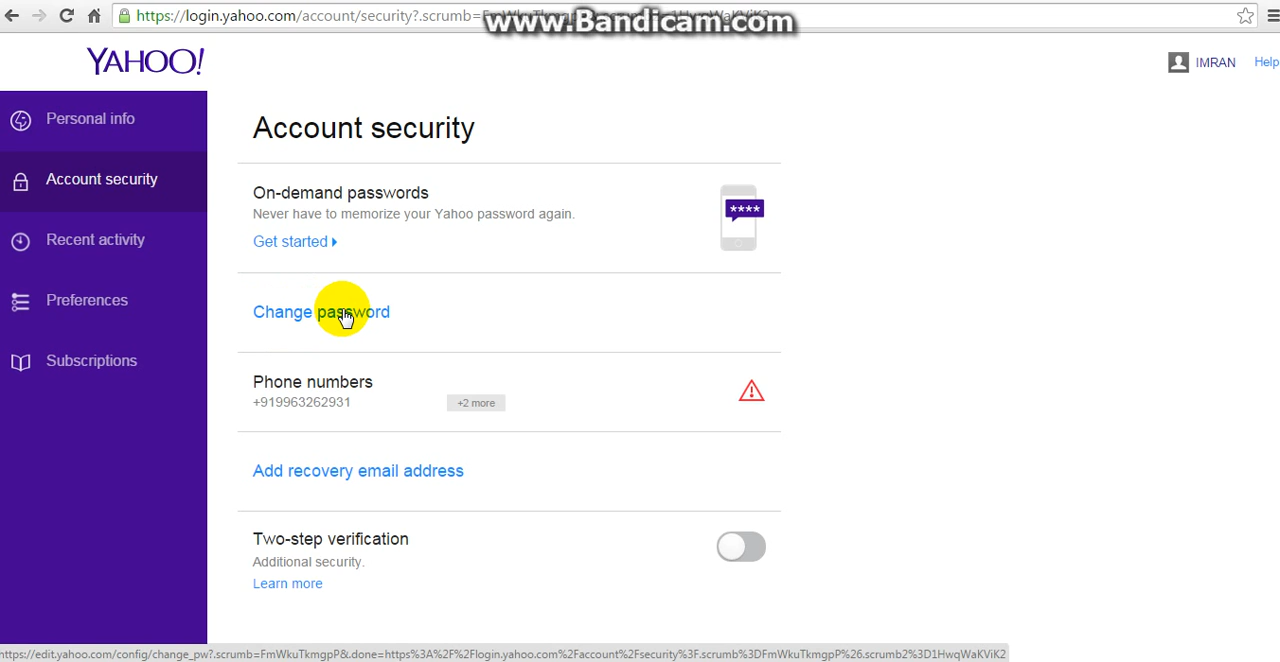 https://login.yahoo.com/account/security?.scrumb=
www.Bandicam.com
YAHOO!
IMRAN
Help
Personal info
Account security
Recent activity
Preferences
Subscriptions
Account security
On-demand passwords
Never have to memorize your Yahoo password again.
****
Get started
Change password
Phone numbers
+919963262931
+2 more
Add recovery email address
Two-step verification
Additional security.
Learn more
https://edit.yahoo.com/config/change_pw?.scrumb=FmWkuTkmgpP&.done=https%3A%2F%2Flogin.yahoo.com%2Faccount%2Fsecurity%3F.scrumb%3DFmWkuTkmgpP%26.scrumb2%3D1HwqWaKViK2